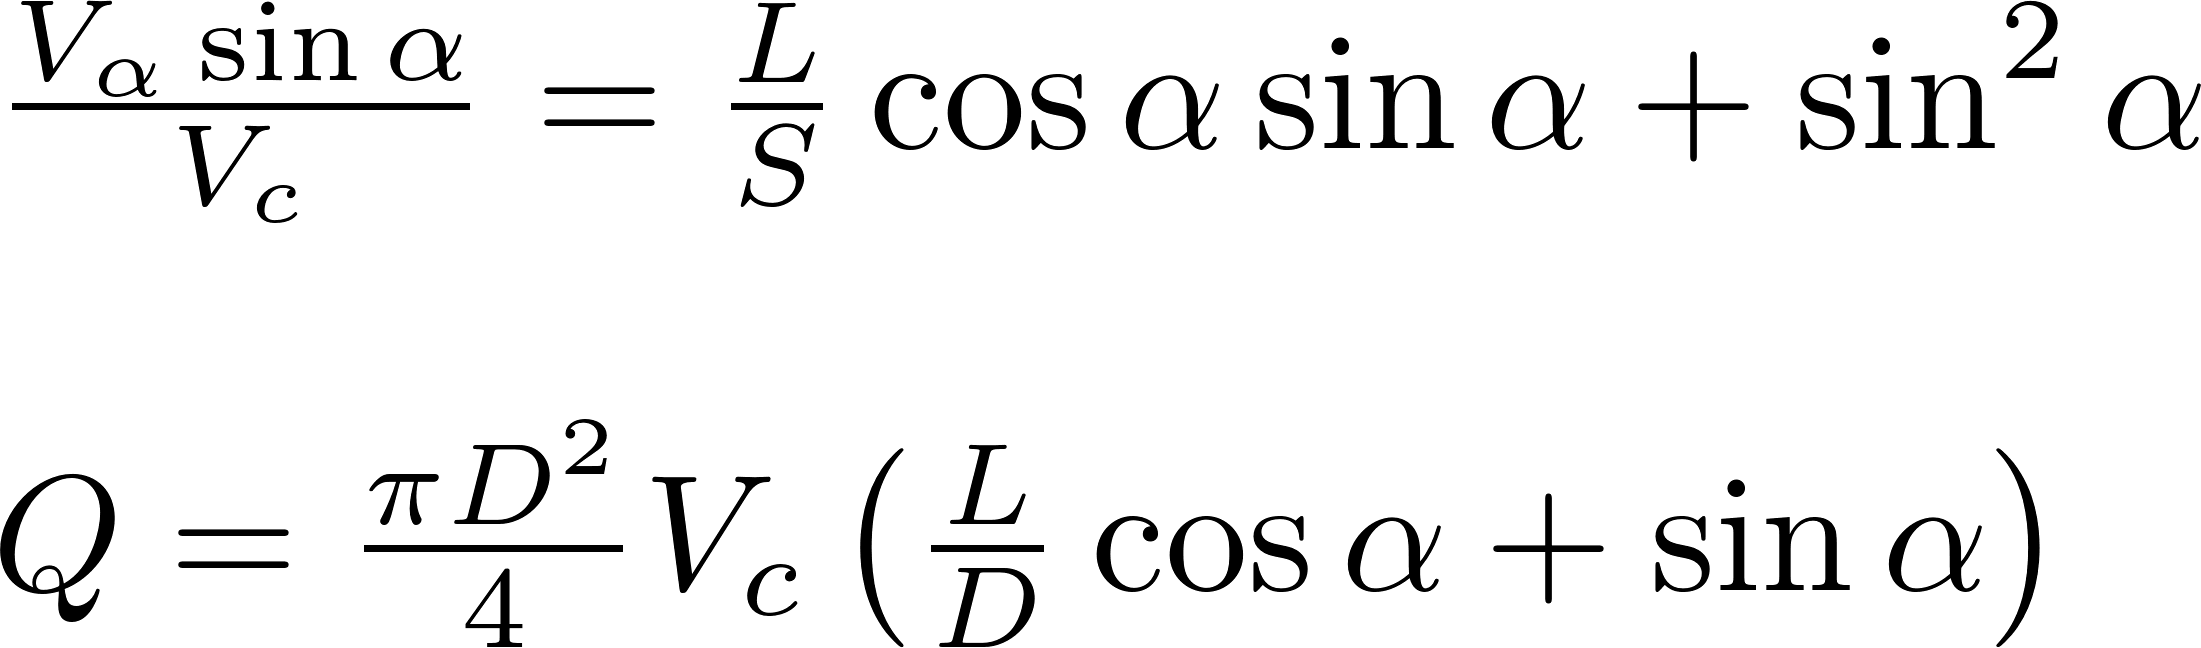 \frac{V_\alpha \sin \alpha}{V_c} = \frac{L}{S} \cos \alpha \sin \alpha + \sin^2 \alpha
Q = \frac{\pi D^2}{4} V_c \left( \frac{L}{D} \cos \alpha + \sin \alpha \right)